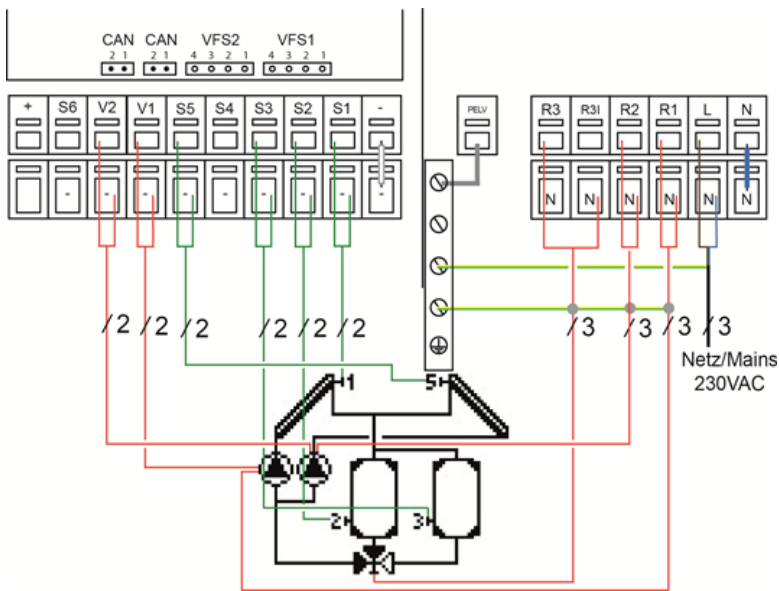 CAN CAN VFS2 VFS1
2 1 2 1 4 3 2 1 4 3 2 1
+ S6 V2 V1 S5 S4 S3 S2 S1 -
PELV
R3 R3I R2 R1 L N
- - - - - - - - -
N N N N N N
/2 /2 /2 /2 /2 /2
/3 /3 /3 /3
Netz/Mains
230VAC
1 5
2 3